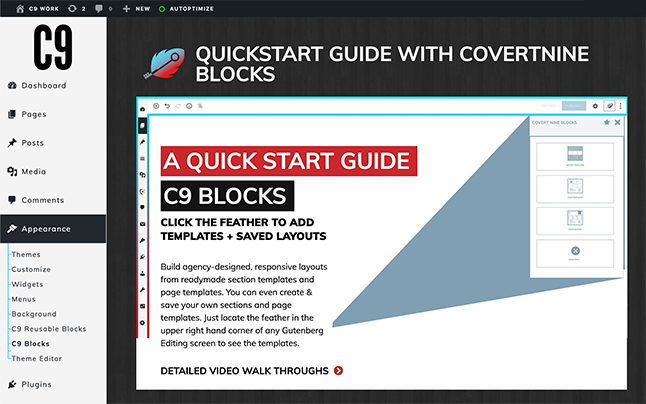 C9 WORK
2
0
NEW
AUTOPTIMIZE
C9
Dashboard
Pages
Posts
Media
Comments
Appearance
Themes
Customize
Widgets
Menus
Background
C9 Reusable Blocks
C9 Blocks
Theme Editor
Plugins
QUICKSTART GUIDE WITH COVERTNINE
BLOCKS
COVERT NINE BLOCKS
A QUICK START GUIDE
C9 BLOCKS
CLICK THE FEATHER TO ADD
TEMPLATES + SAVED LAYOUTS
Build agency-designed, responsive layouts
from readymade section templates and
page templates. You can even create &
save your own sections and page
templates. Just locate the feather in the
upper right hand corner of any Gutenberg
Editing screen to see the templates.
DETAILED VIDEO WALK THROUGHS